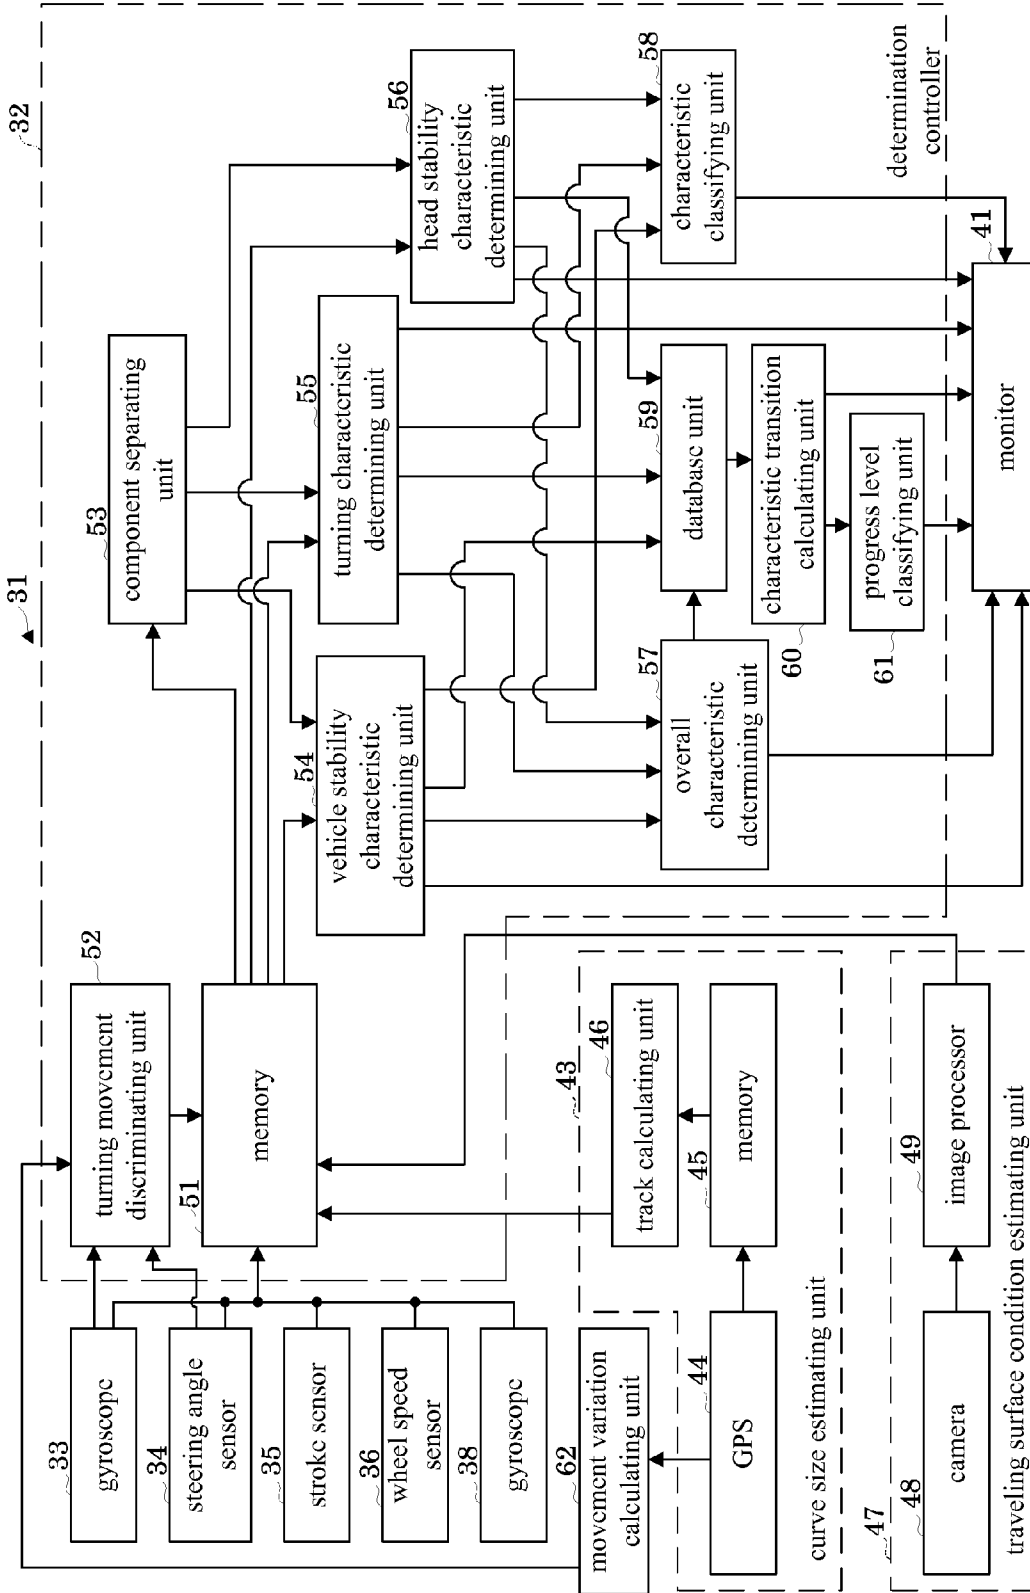 31
32
33
gyroscope
34
steering angle
sensor
35
stroke sensor
36
wheel speed
sensor
38
gyroscope
62
movement variation
calculating unit
52
turning movement
discriminating unit
51
memory
43
46
track calculating unit
45
memory
44
GPS
curve size estimating unit
47
48
camera
49
image processor
traveling surface condition estimating unit
53
component separating
unit
54
vehicle stability
characteristic
determining unit
55
turning characteristic
determining unit
56
head stability
characteristic
determining unit
57
overall
characteristic
determining unit
58
characteristic
classifying unit
59
database unit
60
characteristic transition
calculating unit
61
progress level
classifying unit
determination
controller
41
monitor